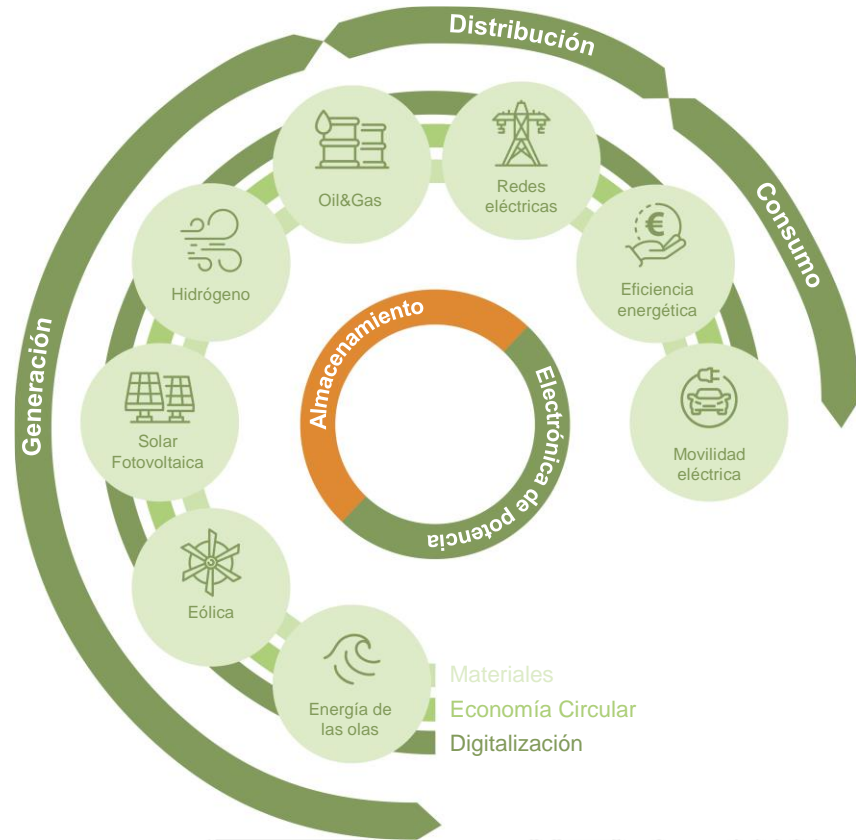 Distribución
Consumo
Generación
Oil&Gas
Redes
eléctricas
Hidrógeno
€
Eficiencia
energética
Solar
Fotovoltaica
Movilidad
eléctrica
Eólica
Energía de
las olas
Almacenamiento
Electrónica de potencia
Materiales
Economía Circular
Digitalización